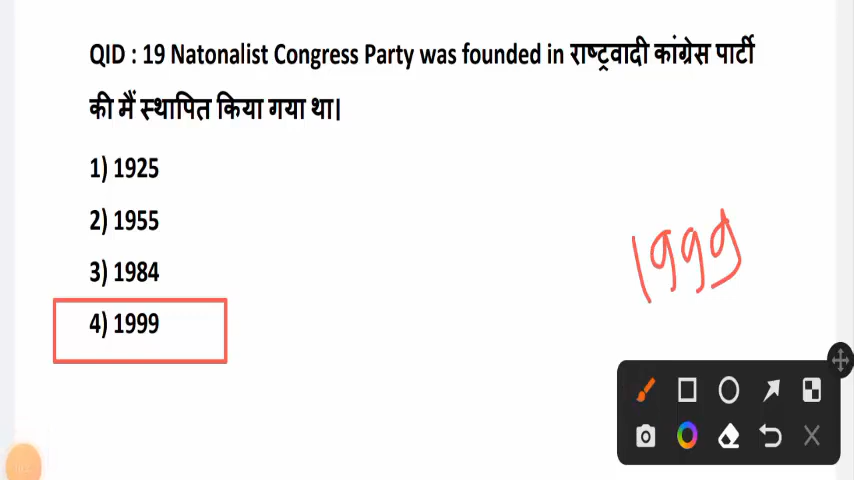 QID : 19 Natonalist Congress Party was founded in राष्ट्रवादी कांग्रेस पार्टी
की मैं स्थापित किया गया था।
1) 1925
2) 1955
3) 1984
4) 1999
1999